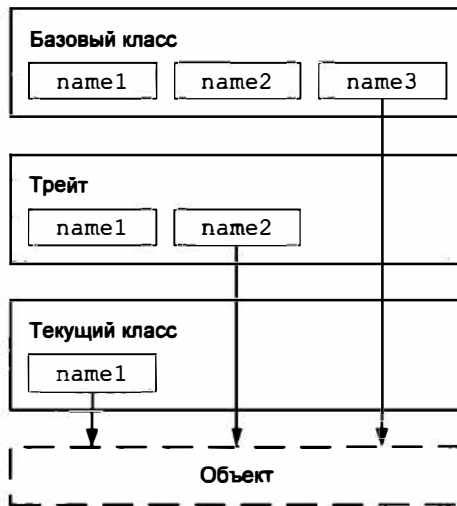 Базовый класс
name1 name2 name3
Трейт
name1 name2
Текущий класс
name1
Объект